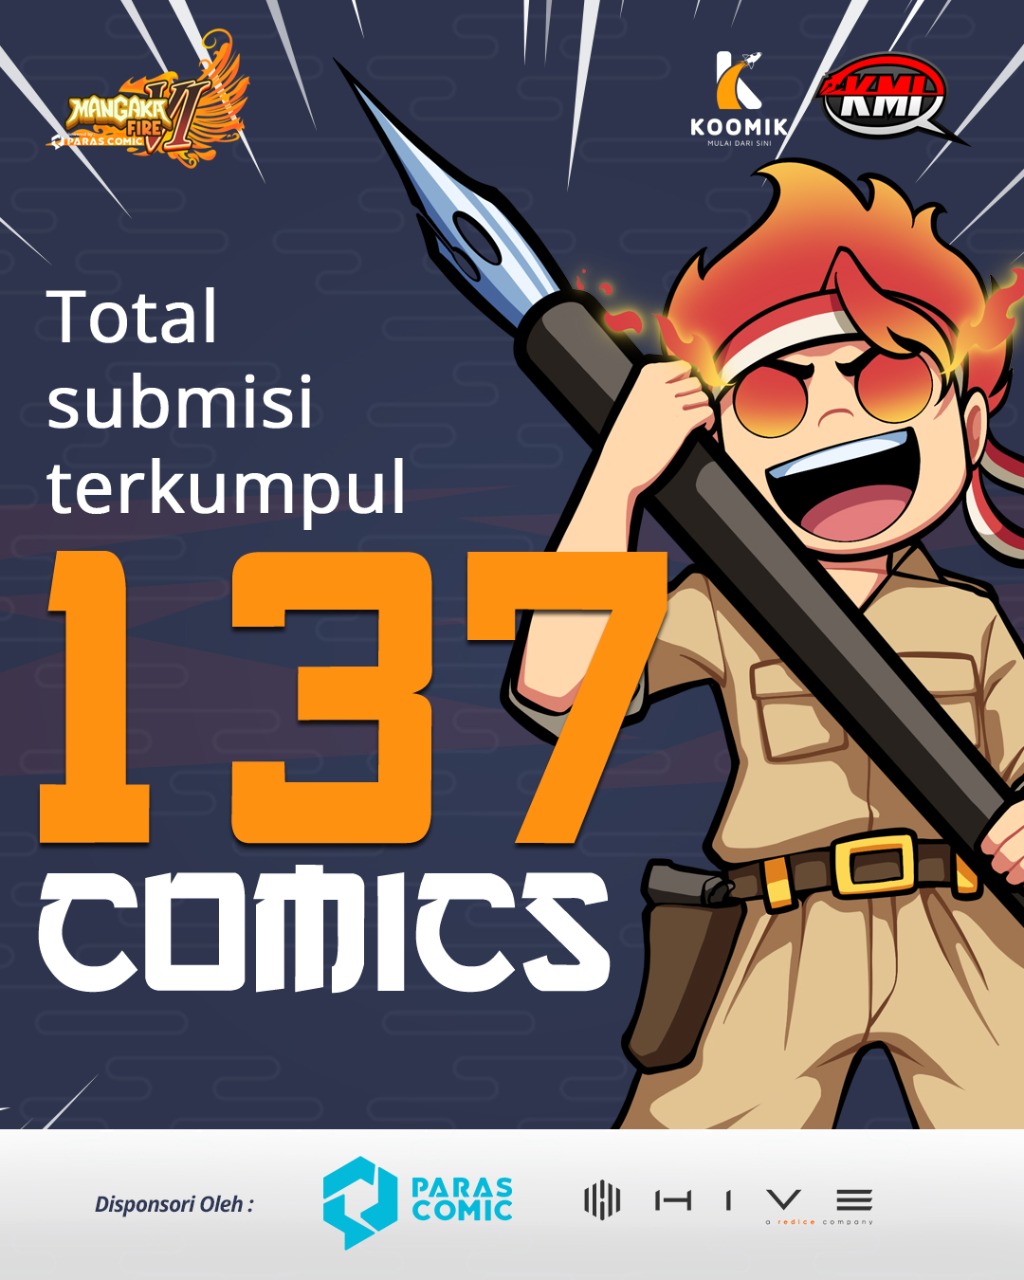 MANGAKA
FIRE VI
PARAS COMIC
KOOMIK
MULAI DARI SINI
KMI
Total
submisi
terkumpul
137
COMICS
Disponsori Oleh :
PARAS
COMIC
HIVE
a redice company